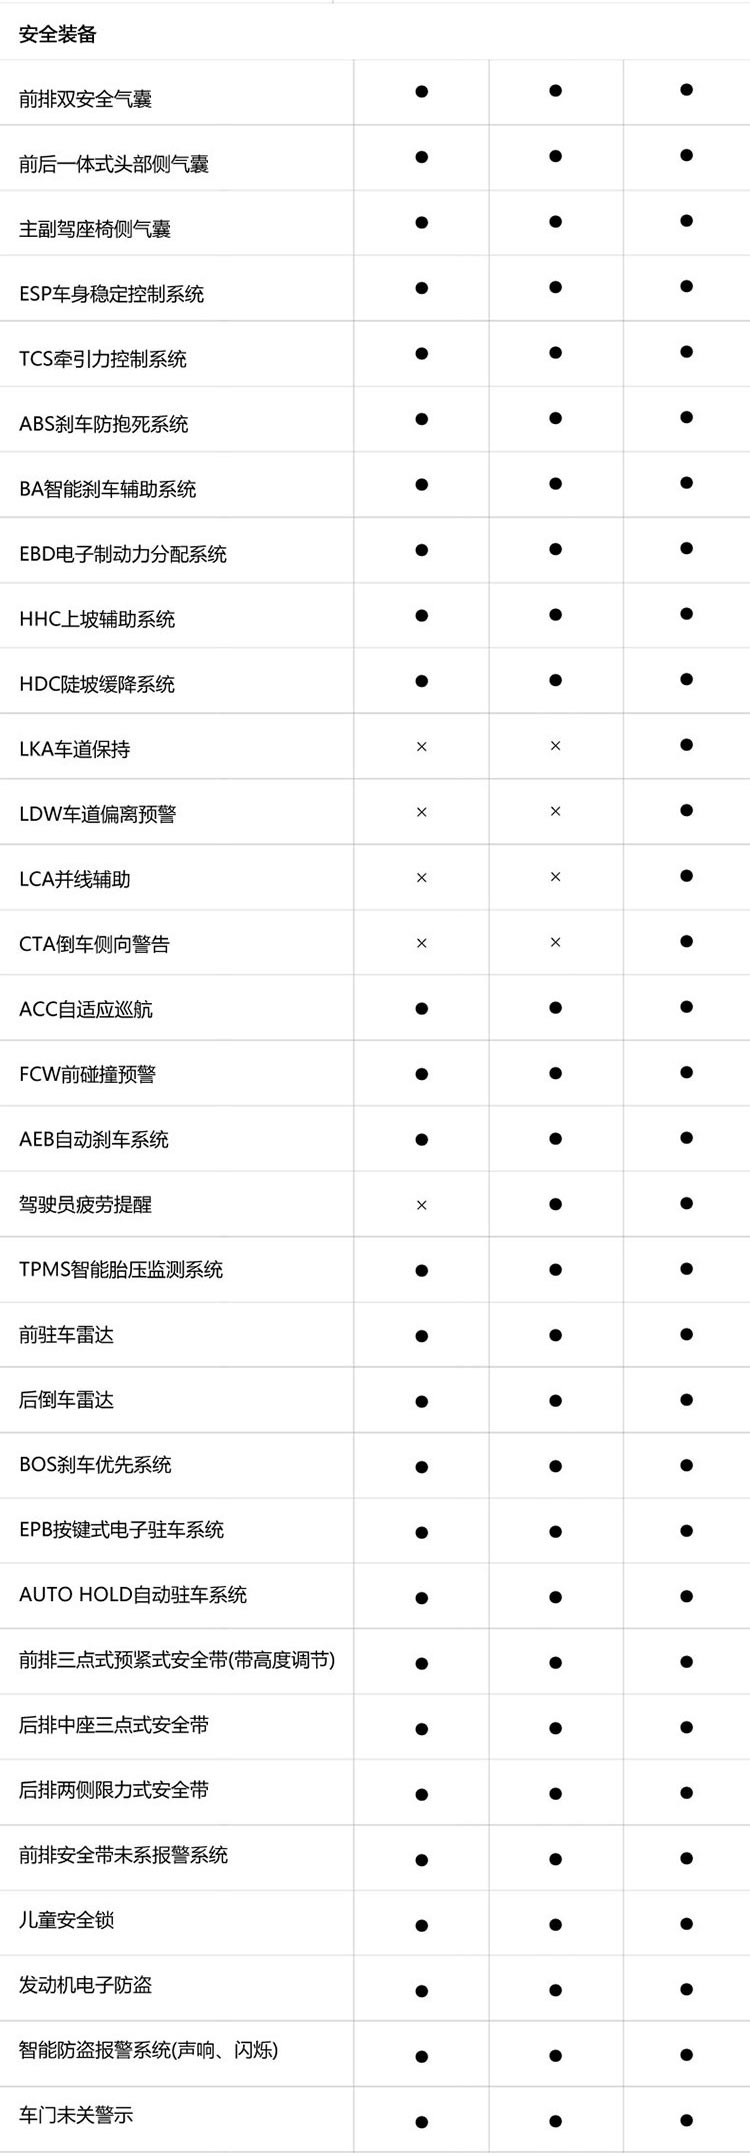 安全装备
前排双安全气囊 ● ● ●
前后一体式头部侧气囊 ● ● ●
主副驾座椅侧气囊 ● ● ●
ESP车身稳定控制系统 ● ● ●
TCS牵引力控制系统 ● ● ●
ABS刹车防抱死系统 ● ● ●
BA智能刹车辅助系统 ● ● ●
EBD电子制动力分配系统 ● ● ●
HHC上坡辅助系统 ● ● ●
HDC陡坡缓降系统 ● ● ●
LKA车道保持 × × ●
LDW车道偏离预警 × × ●
LCA并线辅助 × × ●
CTA倒车侧向警告 × × ●
ACC自适应巡航 ● ● ●
FCW前碰撞预警 ● ● ●
AEB自动刹车系统 ● ● ●
驾驶员疲劳提醒 × ● ●
TPMS智能胎压监测系统 ● ● ●
前驻车雷达 ● ● ●
后倒车雷达 ● ● ●
BOS刹车优先系统 ● ● ●
EPB按键式电子驻车系统 ● ● ●
AUTO HOLD自动驻车系统 ● ● ●
前排三点式预紧式安全带(带高度调节) ● ● ●
后排中座三点式安全带 ● ● ●
后排两侧限力式安全带 ● ● ●
前排安全带未系报警系统 ● ● ●
儿童安全锁 ● ● ●
发动机电子防盗 ● ● ●
智能防盗报警系统(声响、闪烁) ● ● ●
车门未关警示 ● ● ●